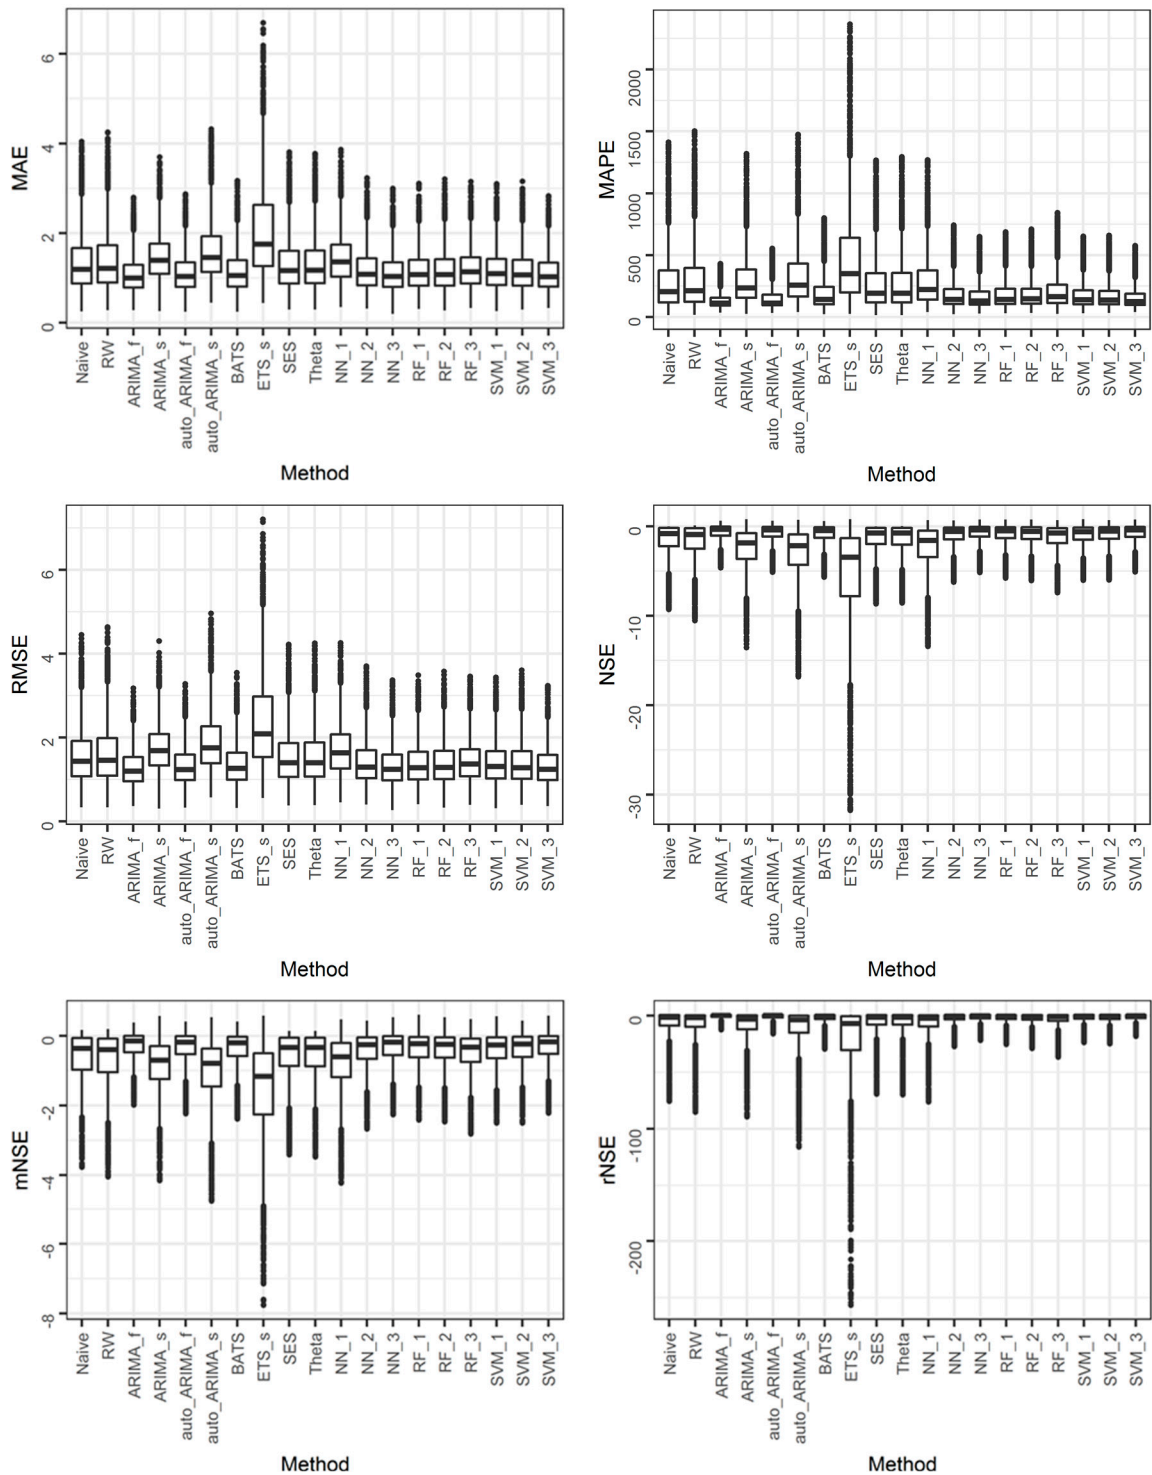 MAE
6
4
2
0
Naive
RW
ARIMA_f
ARIMA_s
auto_ARIMA_f
auto_ARIMA_s
BATS
ETS_s
SES
Theta
NN_1
NN_2
NN_3
RF_1
RF_2
RF_3
SVM_1
SVM_2
SVM_3
Method
MAPE
2000
1500
1000
500
0
Naive
RW
ARIMA_f
ARIMA_s
auto_ARIMA_f
auto_ARIMA_s
BATS
ETS_s
SES
Theta
NN_1
NN_2
NN_3
RF_1
RF_2
RF_3
SVM_1
SVM_2
SVM_3
Method
RMSE
6
4
2
0
Naive
RW
ARIMA_f
ARIMA_s
auto_ARIMA_f
auto_ARIMA_s
BATS
ETS_s
SES
Theta
NN_1
NN_2
NN_3
RF_1
RF_2
RF_3
SVM_1
SVM_2
SVM_3
Method
NSE
0
-10
-20
-30
Naive
RW
ARIMA_f
ARIMA_s
auto_ARIMA_f
auto_ARIMA_s
BATS
ETS_s
SES
Theta
NN_1
NN_2
NN_3
RF_1
RF_2
RF_3
SVM_1
SVM_2
SVM_3
Method
mNSE
0
-2
-4
-6
-8
Naive
RW
ARIMA_f
ARIMA_s
auto_ARIMA_f
auto_ARIMA_s
BATS
ETS_s
SES
Theta
NN_1
NN_2
NN_3
RF_1
RF_2
RF_3
SVM_1
SVM_2
SVM_3
Method
rNSE
0
-100
-200
Naive
RW
ARIMA_f
ARIMA_s
auto_ARIMA_f
auto_ARIMA_s
BATS
ETS_s
SES
Theta
NN_1
NN_2
NN_3
RF_1
RF_2
RF_3
SVM_1
SVM_2
SVM_3
Method